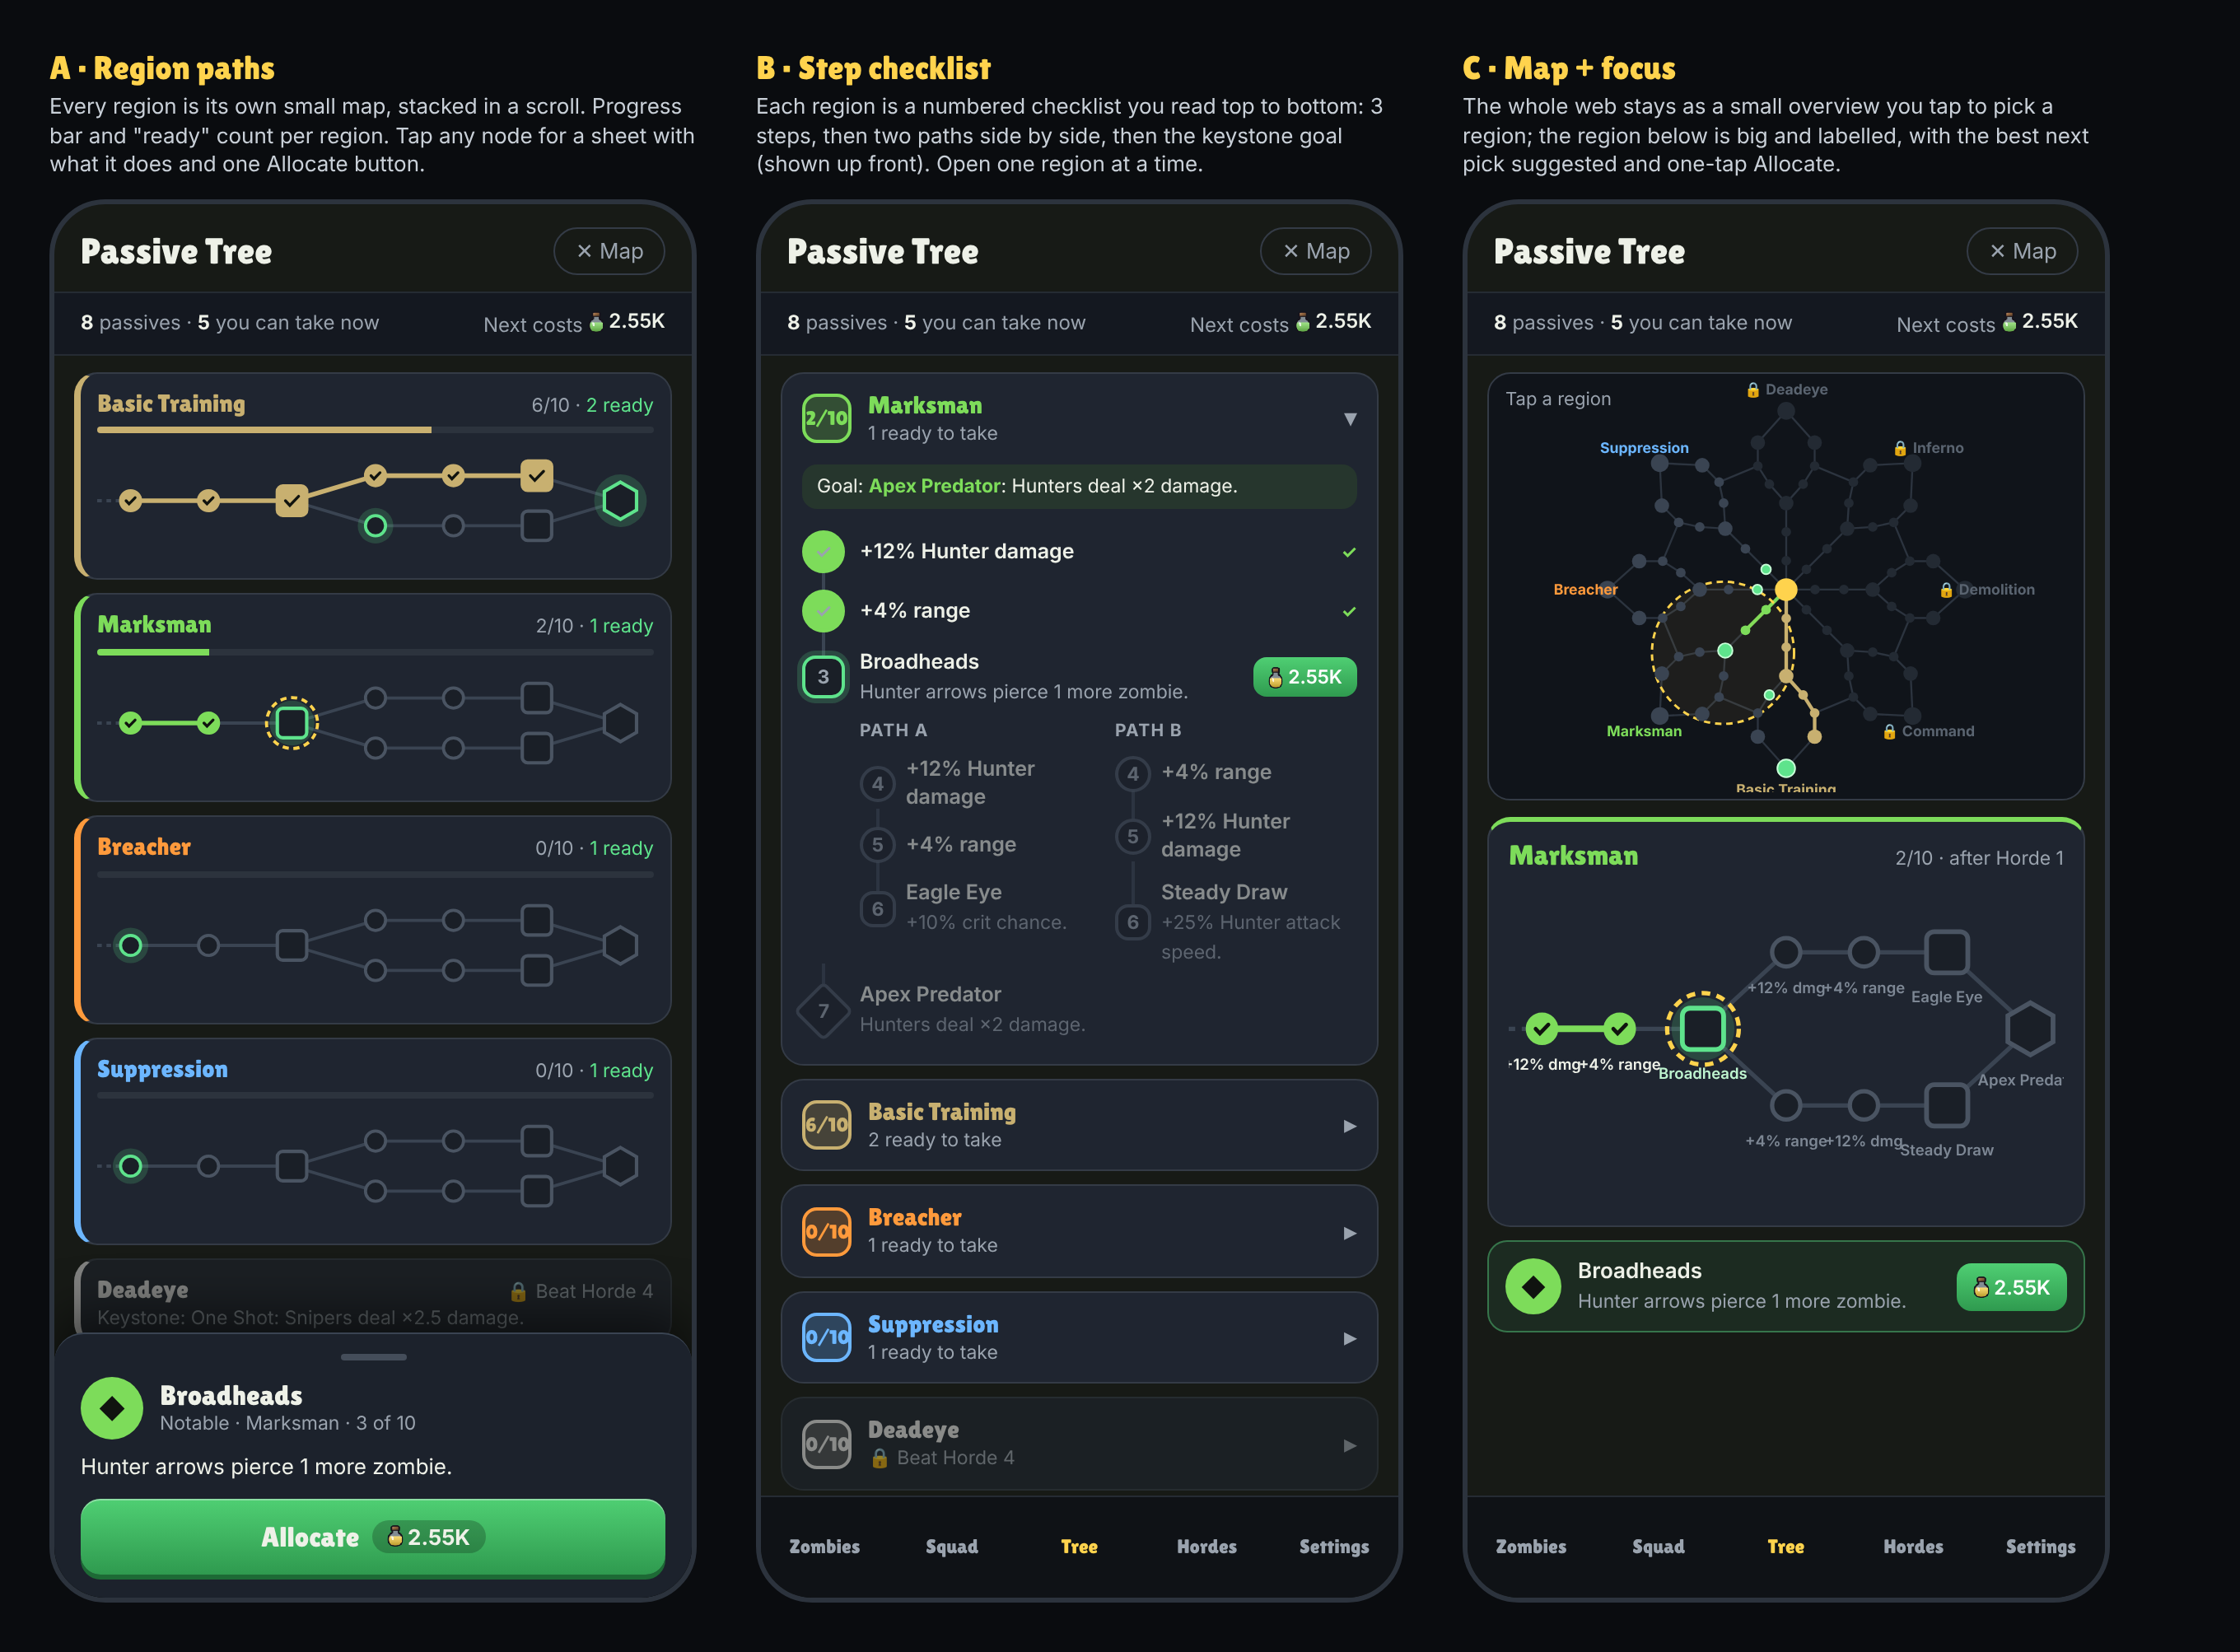 A · Region paths
Every region is its own small map, stacked in a scroll. Progress
bar and "ready" count per region. Tap any node for a sheet with
what it does and one Allocate button.
Passive Tree
✕ Map
8 passives · 5 you can take now
Next costs 2.55K
Basic Training
6/10 · 2 ready
Marksman
2/10 · 1 ready
Breacher
0/10 · 1 ready
Suppression
0/10 · 1 ready
Deadeye
🔒 Beat Horde 4
Keystone: One Shot: Snipers deal ×2.5 damage.
Broadheads
Notable · Marksman · 3 of 10
Hunter arrows pierce 1 more zombie.
Allocate 2.55K
B · Step checklist
Each region is a numbered checklist you read top to bottom: 3
steps, then two paths side by side, then the keystone goal
(shown up front). Open one region at a time.
Passive Tree
✕ Map
8 passives · 5 you can take now
Next costs 2.55K
2/10
Marksman
1 ready to take
Goal: Apex Predator: Hunters deal ×2 damage.
+12% Hunter damage
+4% range
3
Broadheads
Hunter arrows pierce 1 more zombie.
2.55K
PATH A
4
+12% Hunter
damage
5
+4% range
6
Eagle Eye
+10% crit chance.
PATH B
4
+4% range
5
+12% Hunter
damage
6
Steady Draw
+25% Hunter attack
speed.
7
Apex Predator
Hunters deal ×2 damage.
6/10
Basic Training
2 ready to take
0/10
Breacher
1 ready to take
0/10
Suppression
1 ready to take
0/10
Deadeye
🔒 Beat Horde 4
Zombies
Squad
Tree
Hordes
Settings
C · Map + focus
The whole web stays as a small overview you tap to pick a
region; the region below is big and labelled, with the best next
pick suggested and one-tap Allocate.
Passive Tree
✕ Map
8 passives · 5 you can take now
Next costs 2.55K
Tap a region
🔒 Deadeye
Suppression
🔒 Inferno
Breacher
🔒 Demolition
Marksman
🔒 Command
Basic Training
Marksman
2/10 · after Horde 1
+12% dmg
+4% range
Eagle Eye
12% dmg
+4% range
Broadheads
Apex Preda
+4% range
+12% dmg
Steady Draw
Broadheads
Hunter arrows pierce 1 more zombie.
2.55K
Zombies
Squad
Tree
Hordes
Settings